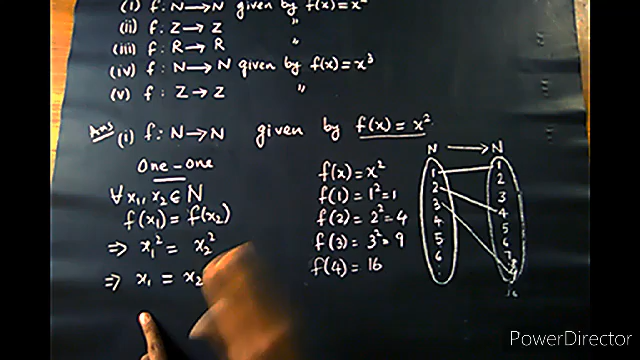 (i) f: N → N given by f(x) = x²
(ii) f: Z → Z "
(iii) f: R → R "
(iv) f: N → N given by f(x) = x³
(v) f: Z → Z "
Ans (i) f: N → N given by f(x) = x²
One-one
∀ x₁, x₂ ∈ N
f(x₁) = f(x₂)
⇒ x₁² = x₂²
⇒ x₁ = x₂
f(x) = x²
f(1) = 1² = 1
f(2) = 2² = 4
f(3) = 3² = 9
f(4) = 16
N → N
1 1
2 2
3 3
4 4
5 5
6 6
7
16
PowerDirector